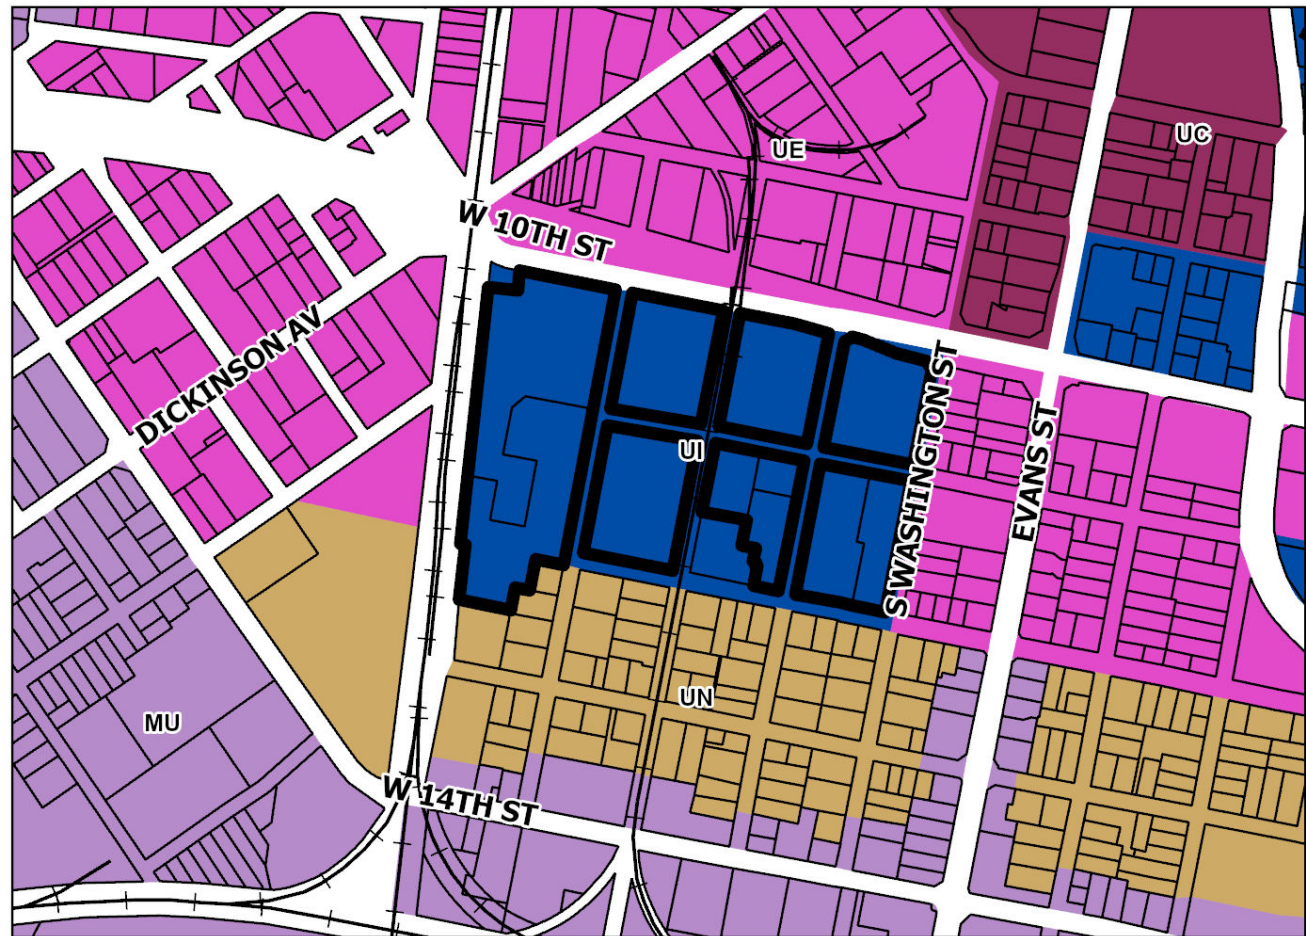 UC
UE
W 10TH ST
DICKINSON AV
S WASHINGTON ST
EVANS ST
UI
UN
MU
W 14TH ST